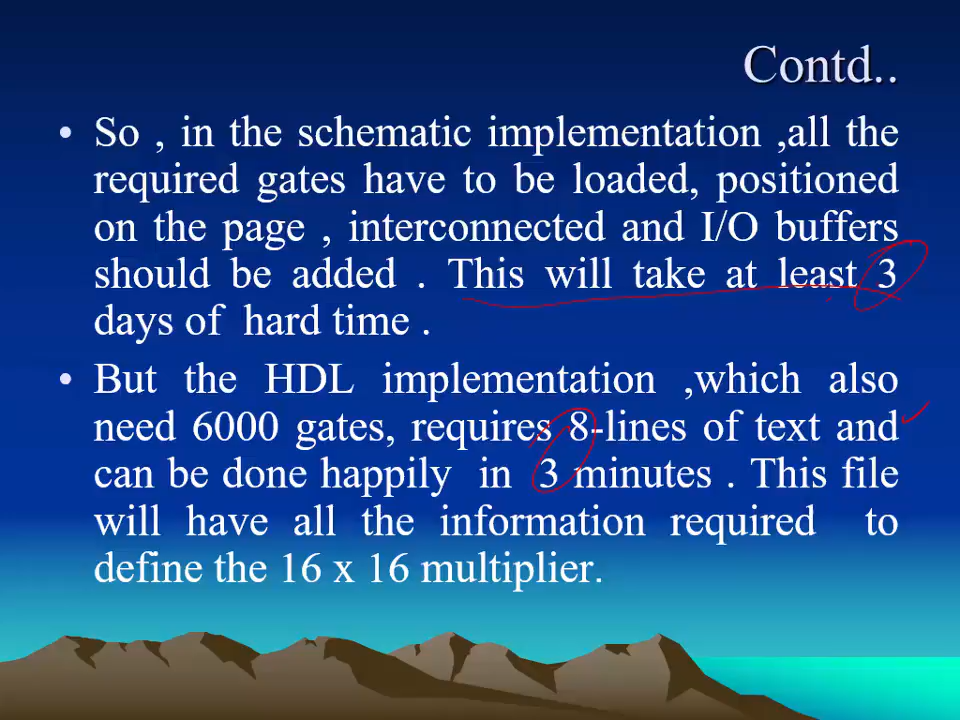 Contd..
• So , in the schematic implementation ,all the
required gates have to be loaded, positioned
on the page , interconnected and I/O buffers
should be added . This will take at least 3
days of hard time .
• But the HDL implementation ,which also
need 6000 gates, requires 8-lines of text and
can be done happily in 3 minutes . This file
will have all the information required to
define the 16 x 16 multiplier.